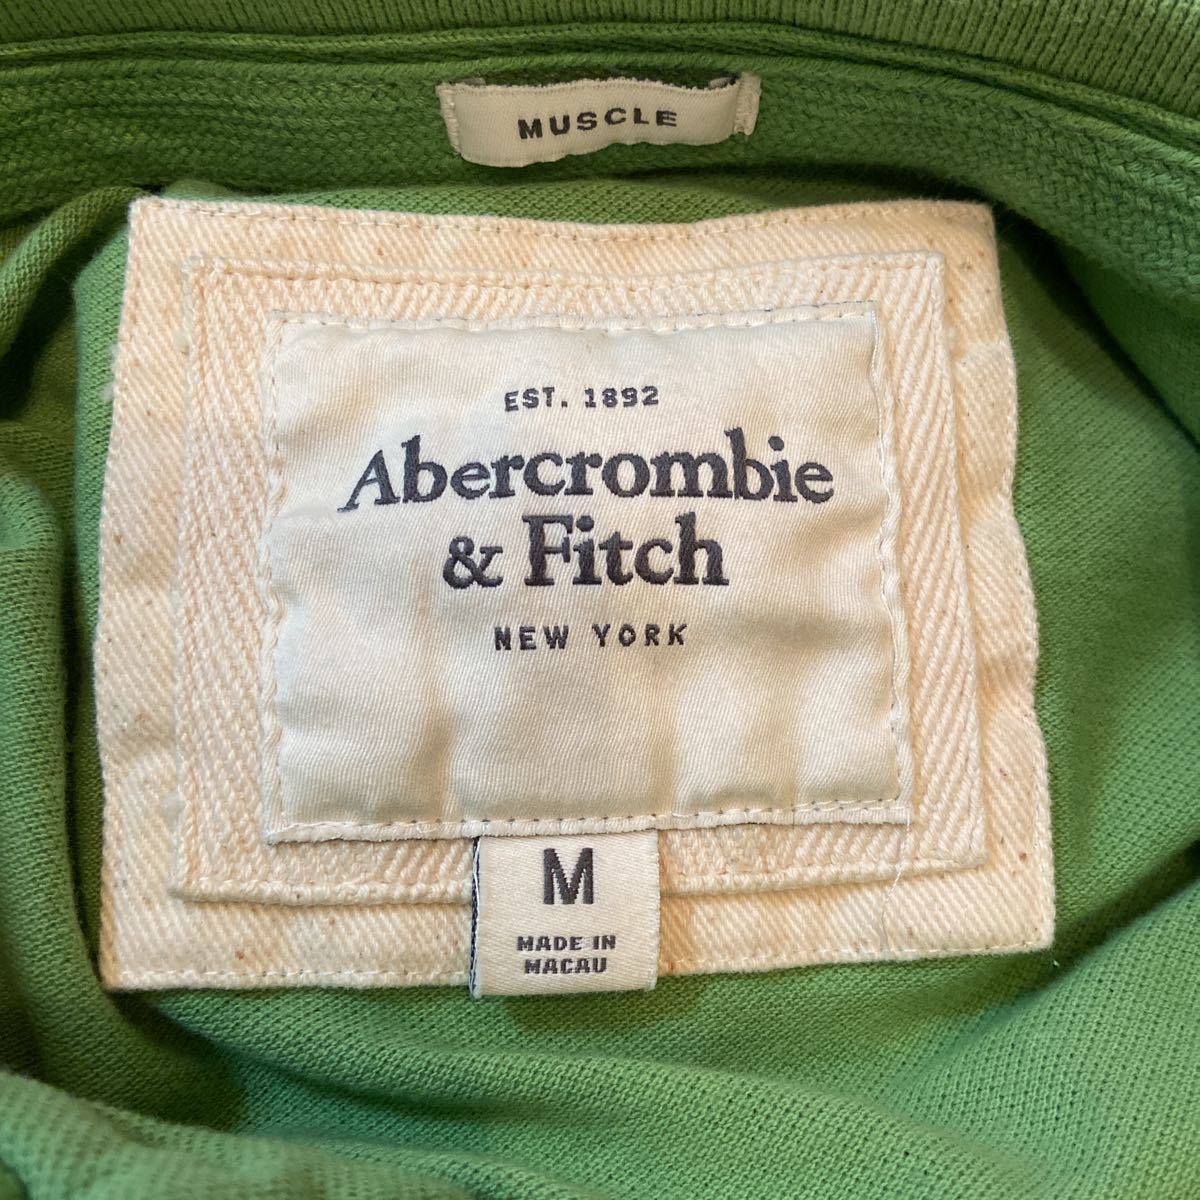 MUSCLE
EST. 1892
Abercrombie
& Fitch
NEW YORK
M
MADE IN
MACAU